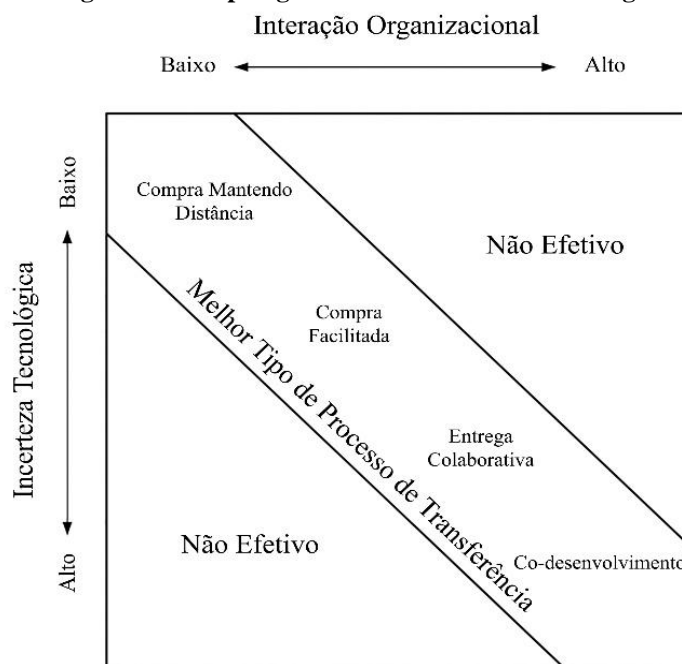 Interação Organizacional
Baixo
Alto
Baixo
Incerteza Tecnológica
Alto
Compra Mantendo
Distância
Não Efetivo
Compra
Facilitada
Melhor Tipo de Processo de Transferência
Entrega
Colaborativa
Não Efetivo
Co-desenvolvimento